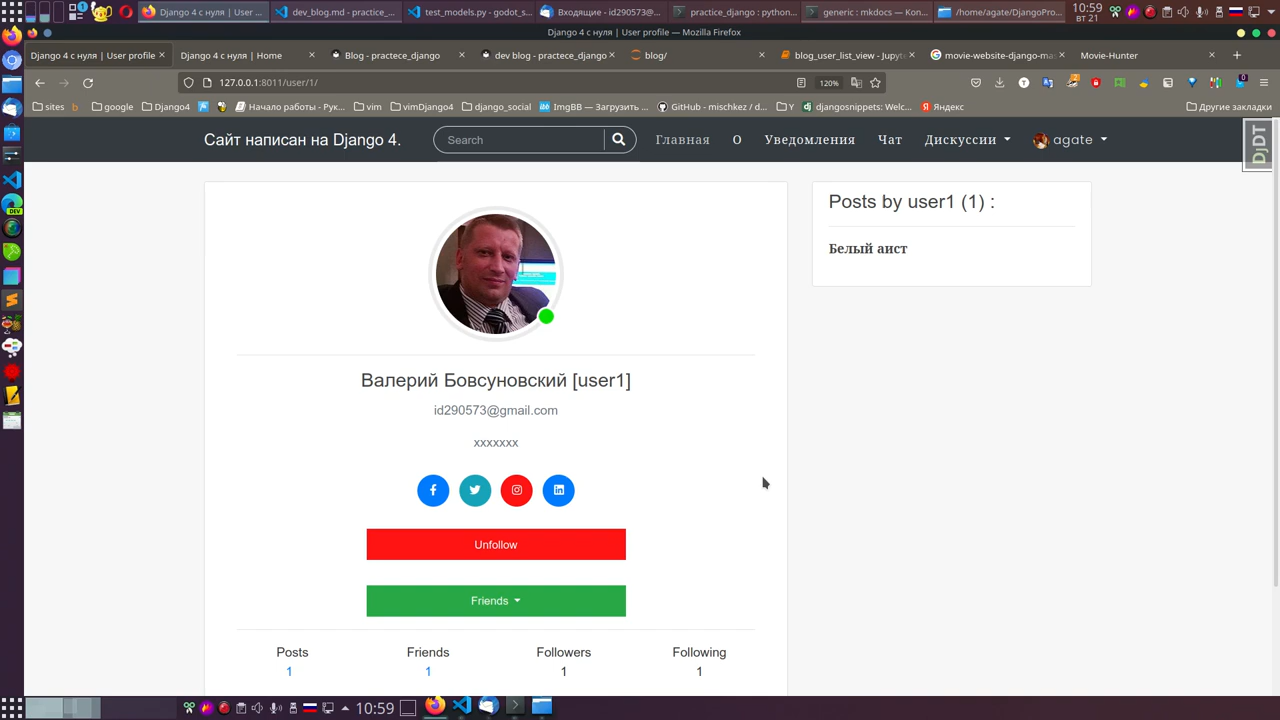 Django 4 с нуля | User ...
dev_blog.md - practice_...
test_models.py - godot_s...
Входящие - id290573@...
practice_django : python...
generic : mkdocs — Kon...
/home/agate/DjangoPro...
10:59
ВТ 21
Django 4 с нуля | User profile — Mozilla Firefox
Django 4 с нуля | User profile
Django 4 с нуля | Home
Blog - practece_django
dev blog - practece_django
blog/
blog_user_list_view - Jupyte
movie-website-django-mas
Movie-Hunter
127.0.0.1:8011/user/1/
120%
sites
google
Django4
Начало работы - Рук...
vim
vimDjango4
django_social
ImgBB — Загрузить ...
GitHub - mischkez / d...
Y
djangosnippets: Welc...
Яндекс
Другие закладки
Сайт написан на Django 4.
Search
Главная
О
Уведомления
Чат
Дискуссии
agate
DjDT
Валерий Бовсуновский [user1]
id290573@gmail.com
xxxxxxx
Unfollow
Friends
Posts
Friends
Followers
Following
1
1
1
1
Posts by user1 (1) :
Белый аист
10:59